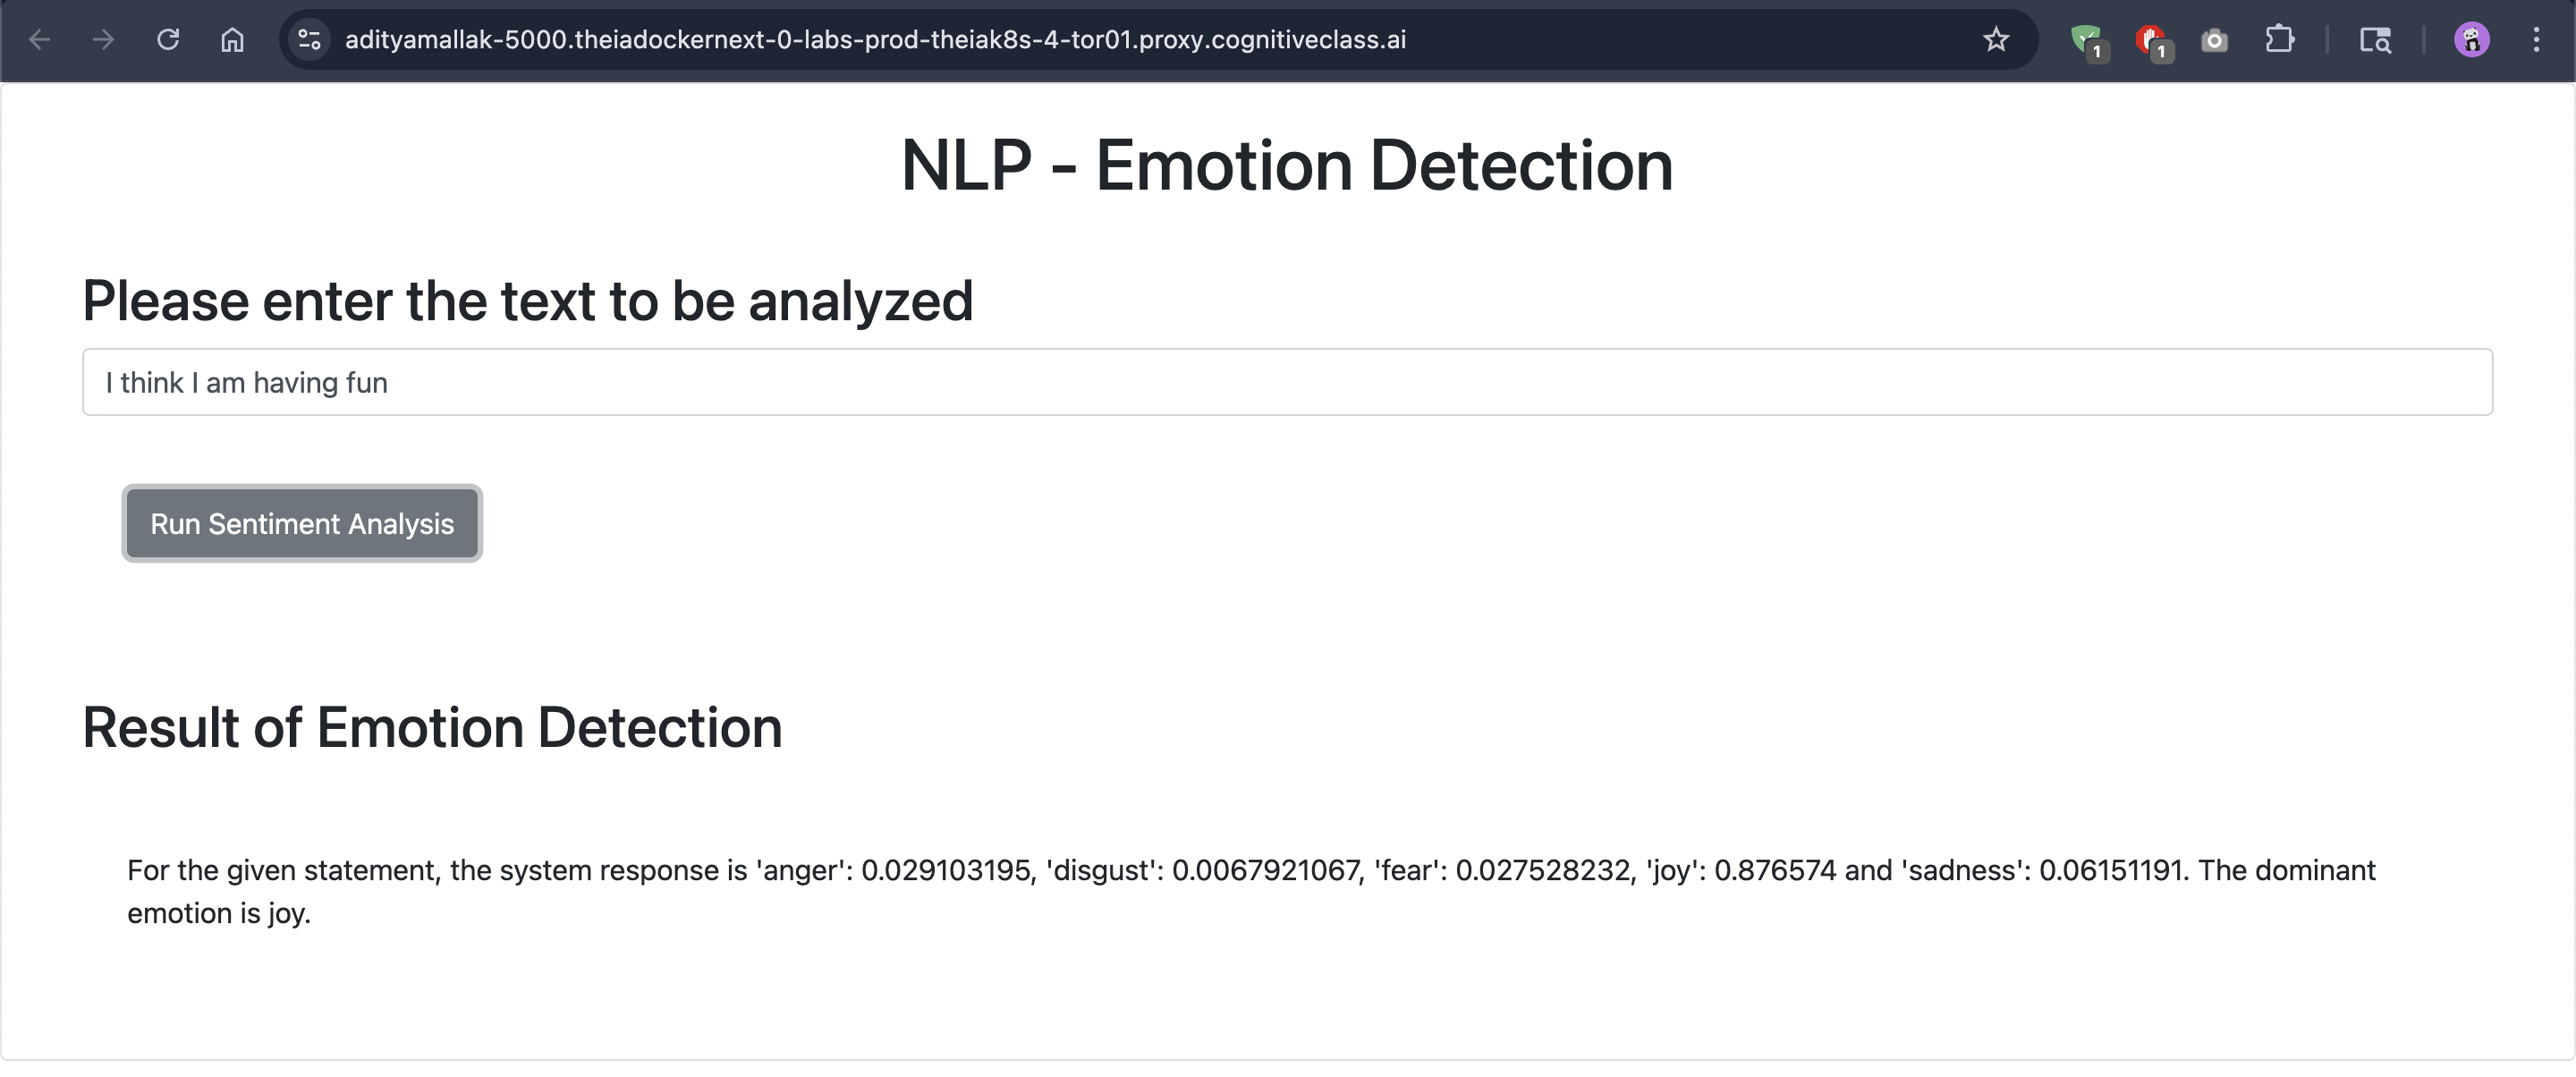 adityamallak-5000.theiadockernext-0-labs-prod-theiak8s-4-tor01.proxy.cognitiveclass.ai
1
1
NLP - Emotion Detection
Please enter the text to be analyzed
I think I am having fun
Run Sentiment Analysis
Result of Emotion Detection
For the given statement, the system response is 'anger': 0.029103195, 'disgust': 0.0067921067, 'fear': 0.027528232, 'joy': 0.876574 and 'sadness': 0.06151191. The dominant
emotion is joy.